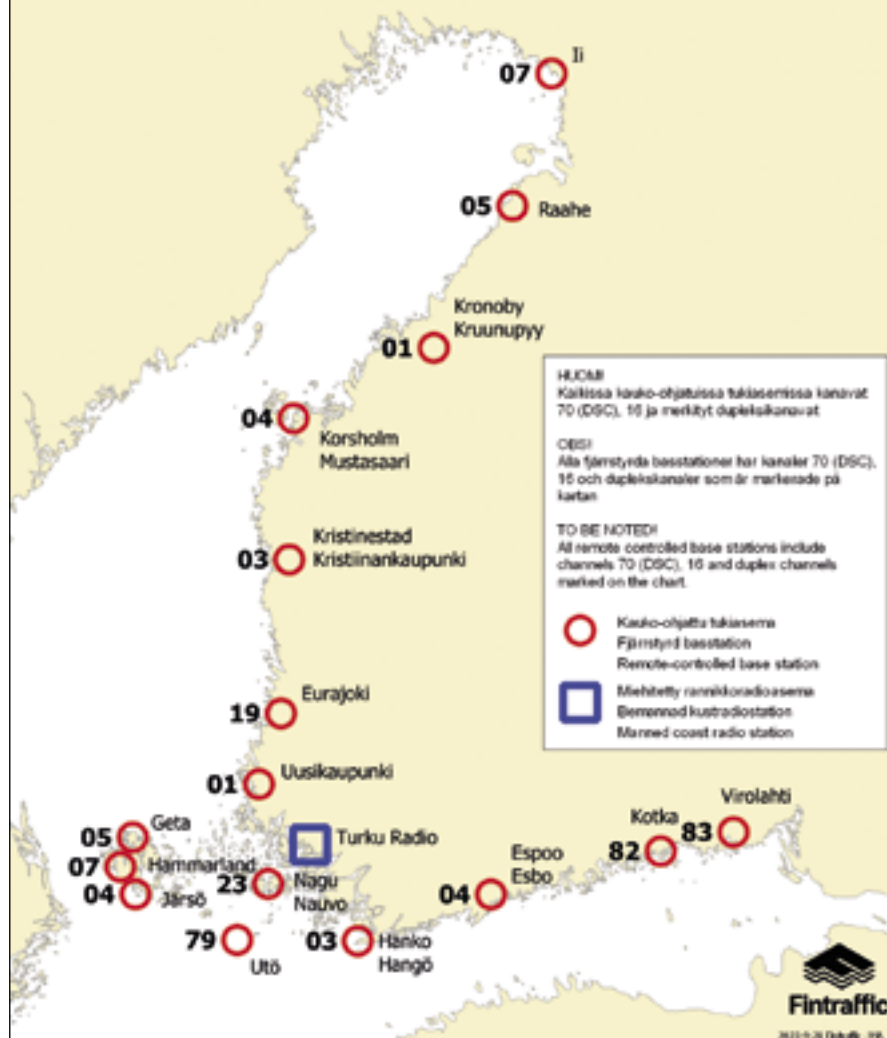 07
Ii
05
Raahe
Kronoby
Kruunupyy
01
04
Korsholm
Mustasaari
Kristinestad
03
Kristiinankaupunki
HUOM!
Kaikissa kauko-ohjatuissa tukiasemissa kanavat
70 (DSC), 16 ja merkityt dupleksikanavat
OBS!
Alla fjärrstyrda basstationer har kanaler 70 (DSC),
16 och duplekskanaler som är markerade på
kartan
TO BE NOTED!
All remote controlled base stations include
channels 70 (DSC), 16 and duplex channels
marked on the chart.
Kauko-ohjattu tukiasema
Fjärrstyrd basstation
Remote-controlled base station
Miehitetty rannikkoradioasema
Bemannad kustradiostation
Manned coast radio station
Eurajoki
19
Uusikaupunki
01
Virolahti
Kotka
83
82
Geta
05
Turku Radio
Espoo
Esbo
04
07
Hammarland
23
Nagu
Nauvo
04
Järsö
79
Utö
03
Hanko
Hangö
Fintraffic